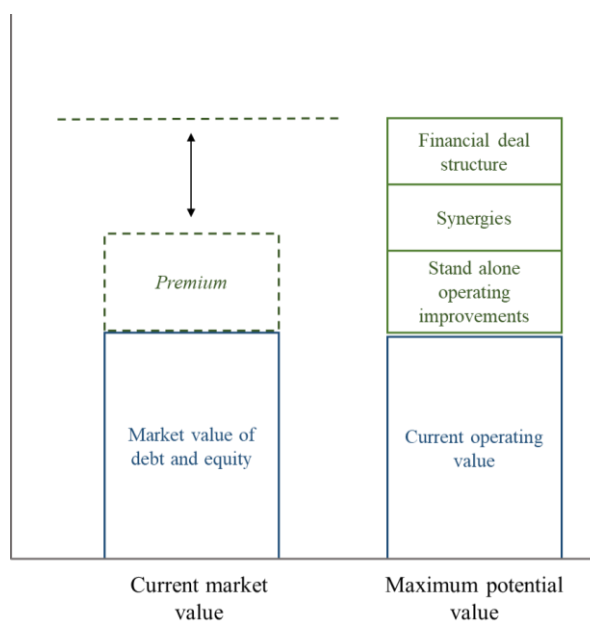 Financial deal
structure
Synergies
Premium
Stand alone
operating
improvements
Market value of
debt and equity
Current operating
value
Current market
value
Maximum potential
value